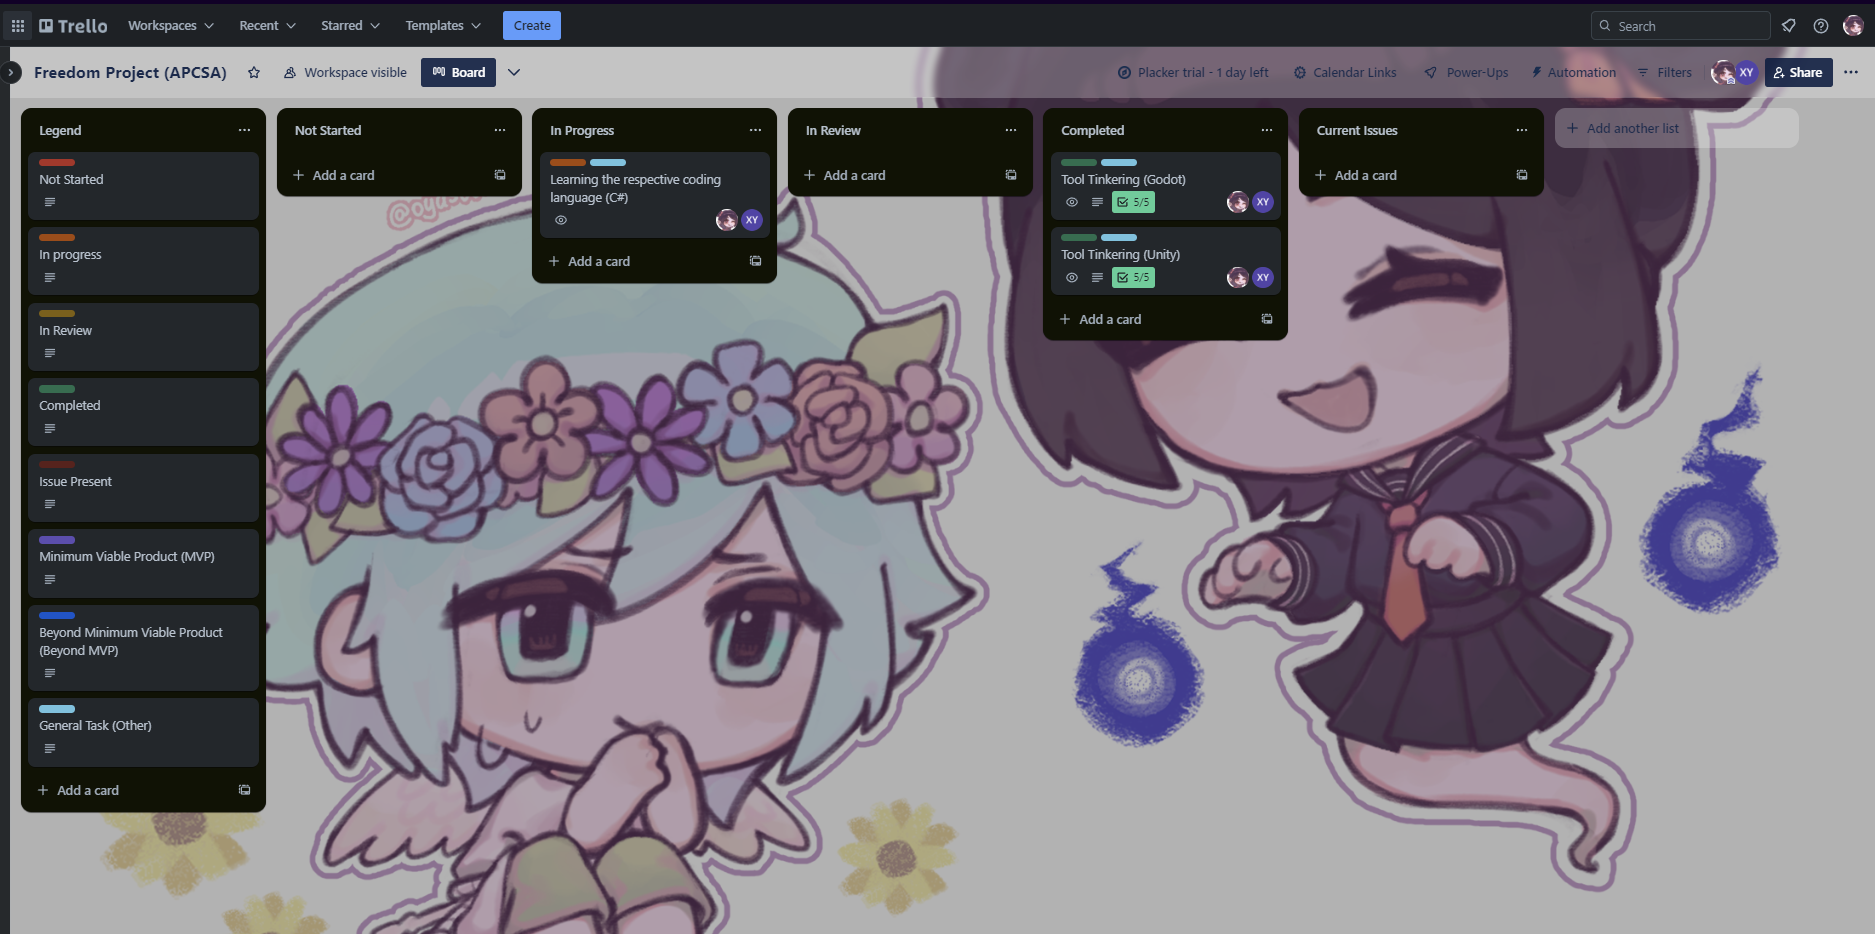 Trello
Workspaces
Recent
Starred
Templates
Create
Search
Freedom Project (APCSA)
Workspace visible
Board
Placker trial - 1 day left
Calendar Links
Power-Ups
Automation
Filters
XY
Share
Legend
Not Started
In progress
In Review
Completed
Issue Present
Minimum Viable Product (MVP)
Beyond Minimum Viable Product
(Beyond MVP)
General Task (Other)
Add a card
Not Started
Add a card
In Progress
Learning the respective coding
language (C#)
XY
Add a card
In Review
Add a card
Completed
Tool Tinkering (Godot)
5/5
XY
Tool Tinkering (Unity)
5/5
XY
Add a card
Current Issues
Add a card
Add another list